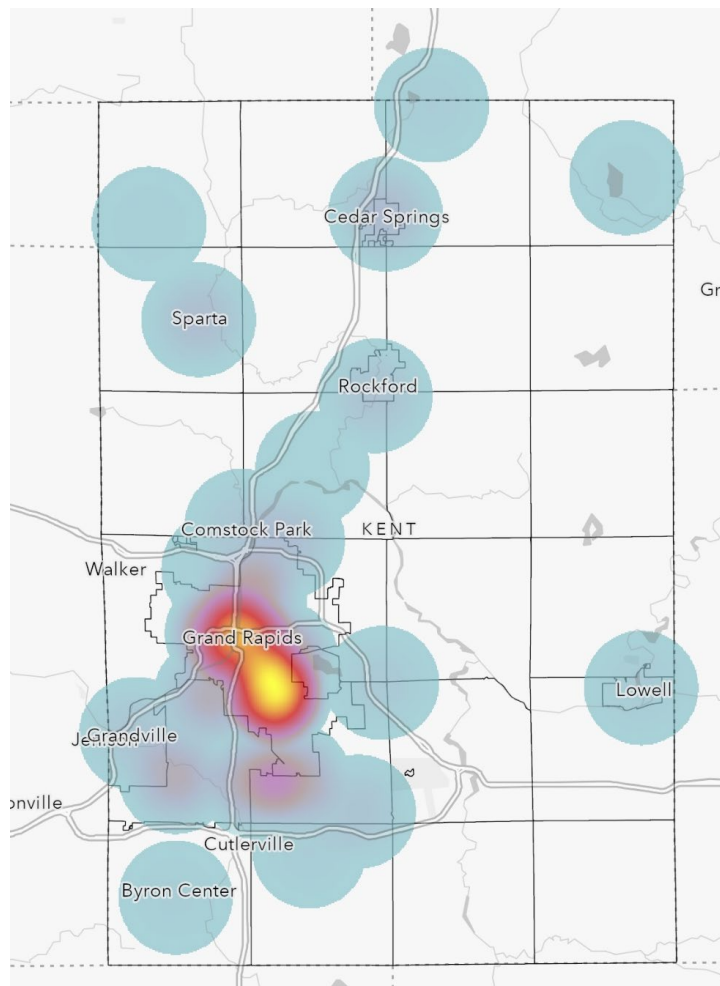 Cedar Springs
Gr
Sparta
Rockford
Comstock Park
KENT
Walker
Grand Rapids
Lowell
Grandville
onville
Cutlerville
Byron Center